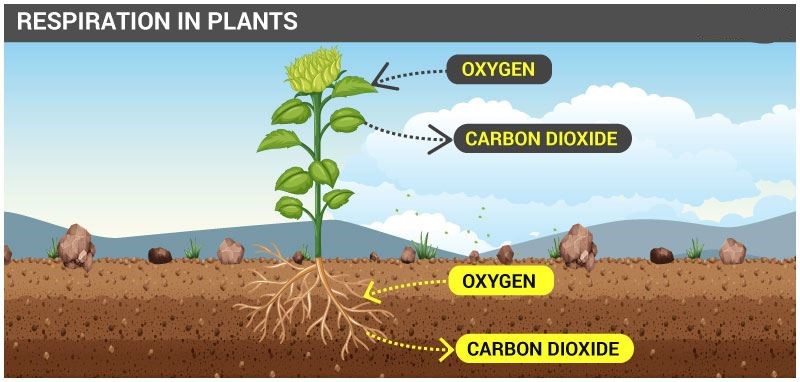 RESPIRATION IN PLANTS
OXYGEN
CARBON DIOXIDE
OXYGEN
CARBON DIOXIDE